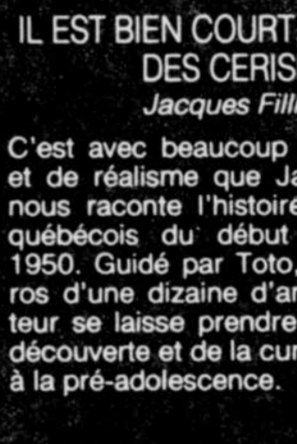 IL EST BIEN COURT
DES CERIS
Jacques Fill
C'est avec beaucoup
et de réalisme que Ja
nous raconte l'histoire
québécois du début
1950. Guidé par Toto,
ros d'une dizaine d'an
teur se laisse prendre
découverte et de la cur
à la pré-adolescence.